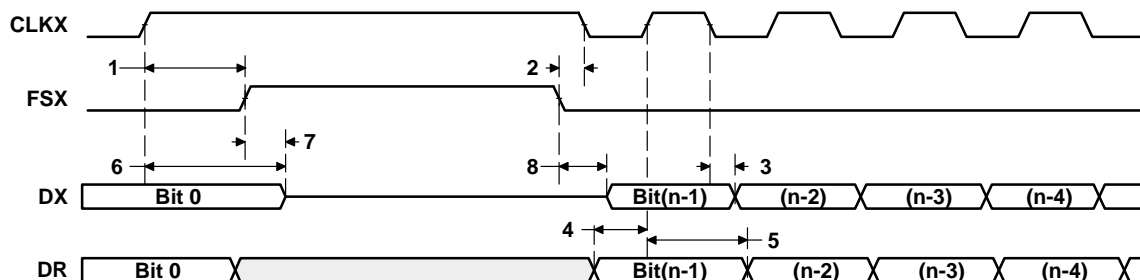 CLKX
1 2
FSX
7
6 8 3
DX Bit 0 Bit(n-1) (n-2) (n-3) (n-4)
4 5
DR Bit 0 Bit(n-1) (n-2) (n-3) (n-4)